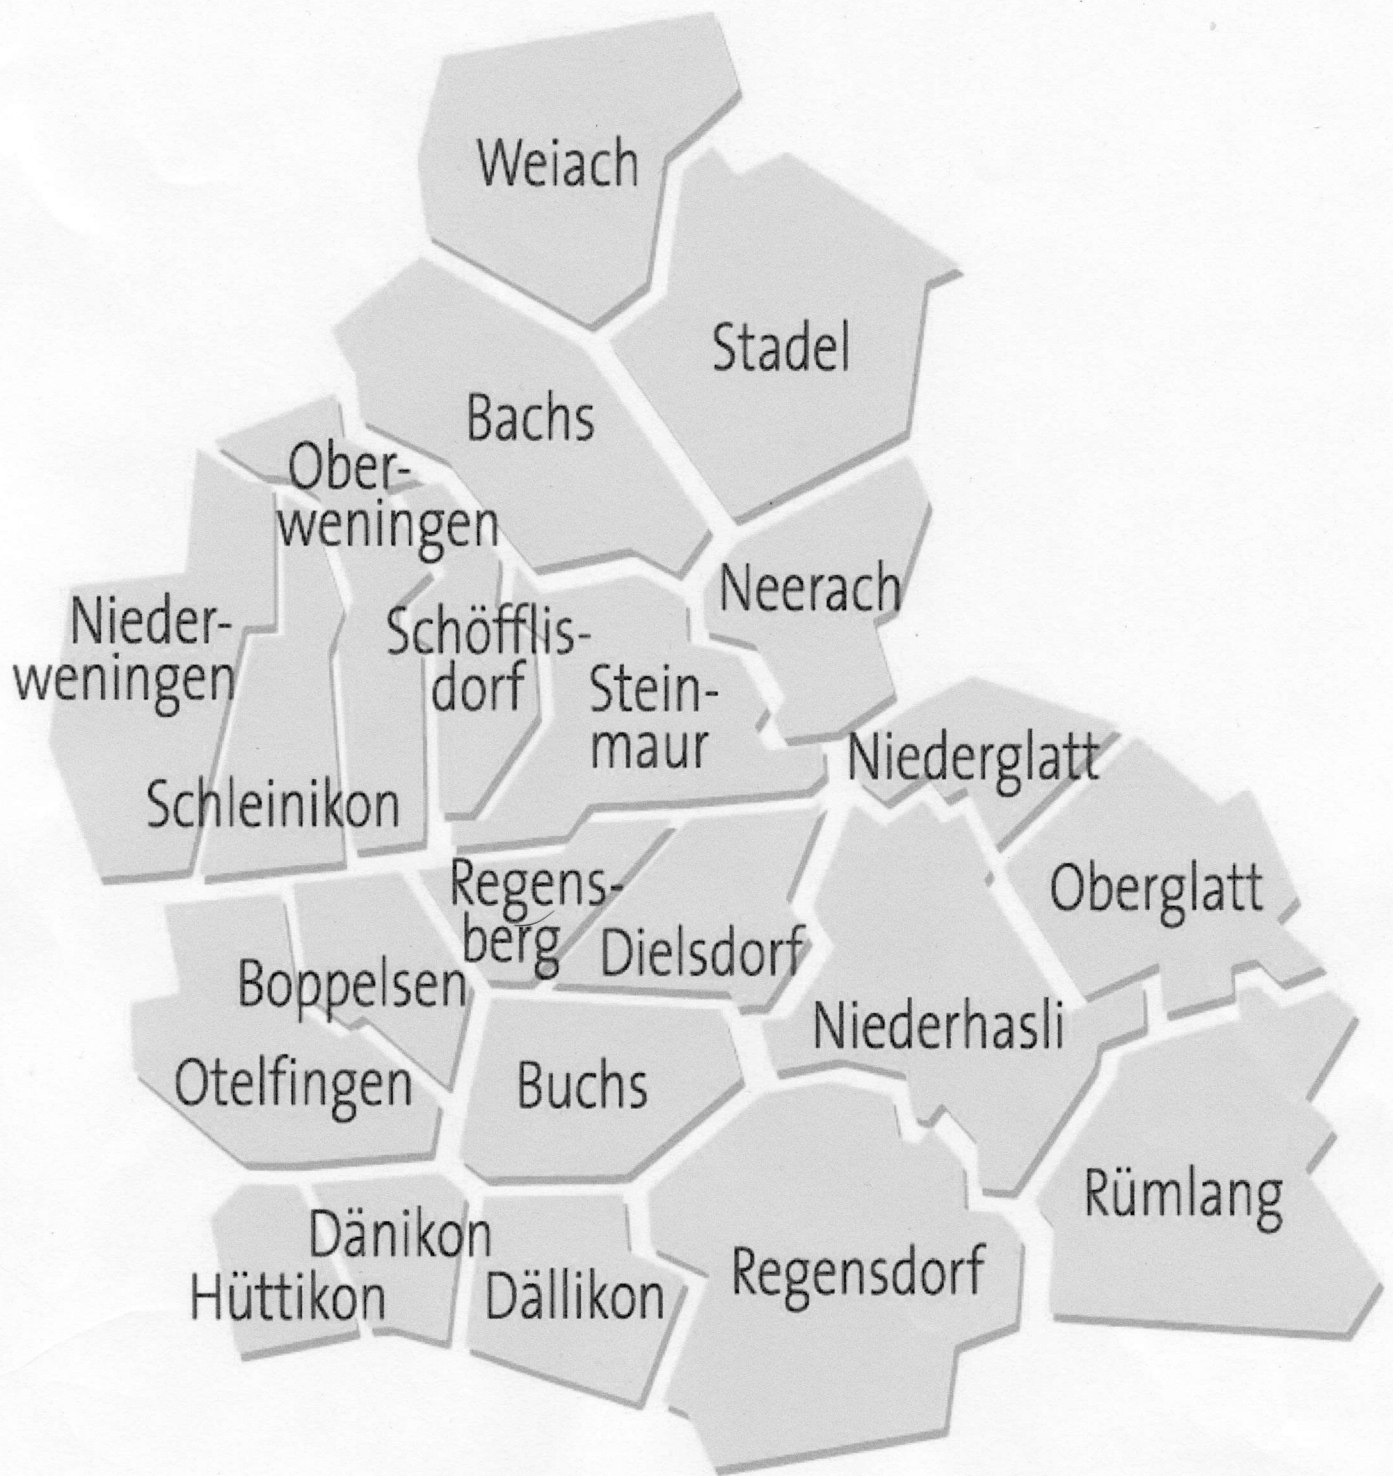 Weiach
Stadel
Bachs
Ober-
weningen
Neerach
Nieder-
weningen
Schöfflis-
dorf
Stein-
maur
Niederglatt
Schleinikon
Regens-
berg
Oberglatt
Dielsdorf
Boppelsen
Niederhasli
Otelfingen
Buchs
Rümlang
Dänikon
Hüttikon
Dällikon
Regensdorf